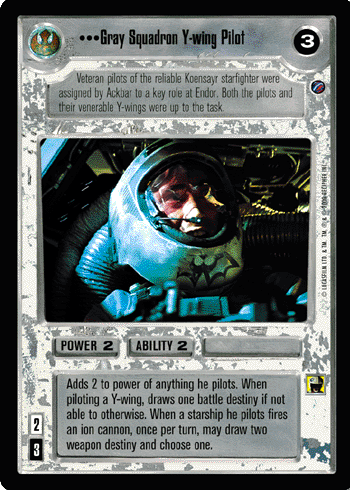 •••Gray Squadron Y-wing Pilot
3
Veteran pilots of the reliable Koensayr starfighter were
assigned by Ackbar to a key role at Endor. Both the pilots and
their venerable Y-wings were up to the task.
POWER 2 ABILITY 2
Adds 2 to power of anything he pilots. When
piloting a Y-wing, draws one battle destiny if not
able to otherwise. When a starship he pilots fires
an ion cannon, once per turn, may draw two
weapon destiny and choose one.
2
3